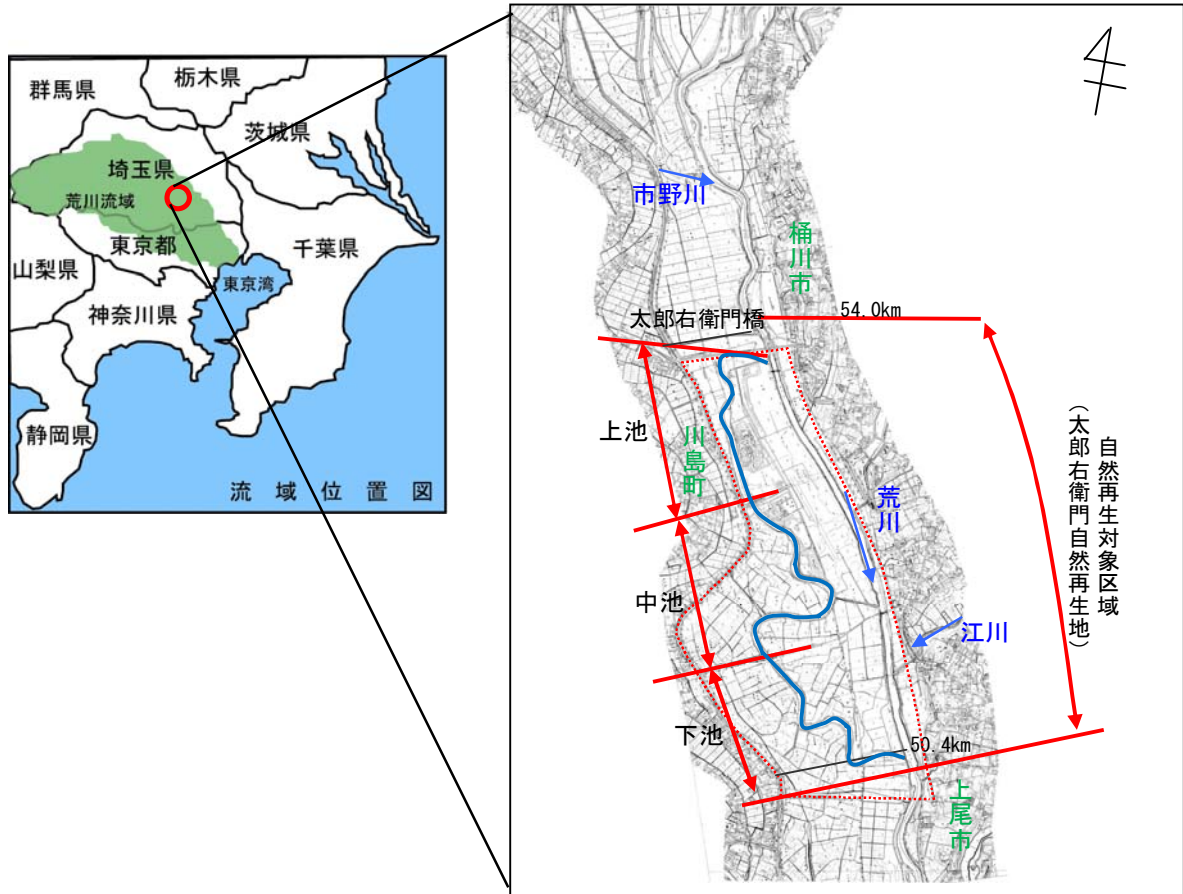 群馬県
栃木県
茨城県
埼玉県
荒川流域
東京都
千葉県
山梨県
東京湾
神奈川県
静岡県
流域位置図
市野川
桶川市
太郎右衛門橋
54.0km
上池
川島町
荒川
中池
江川
下池
50.4km
上尾市
自然再生対象区域
（太郎右衛門自然再生地）